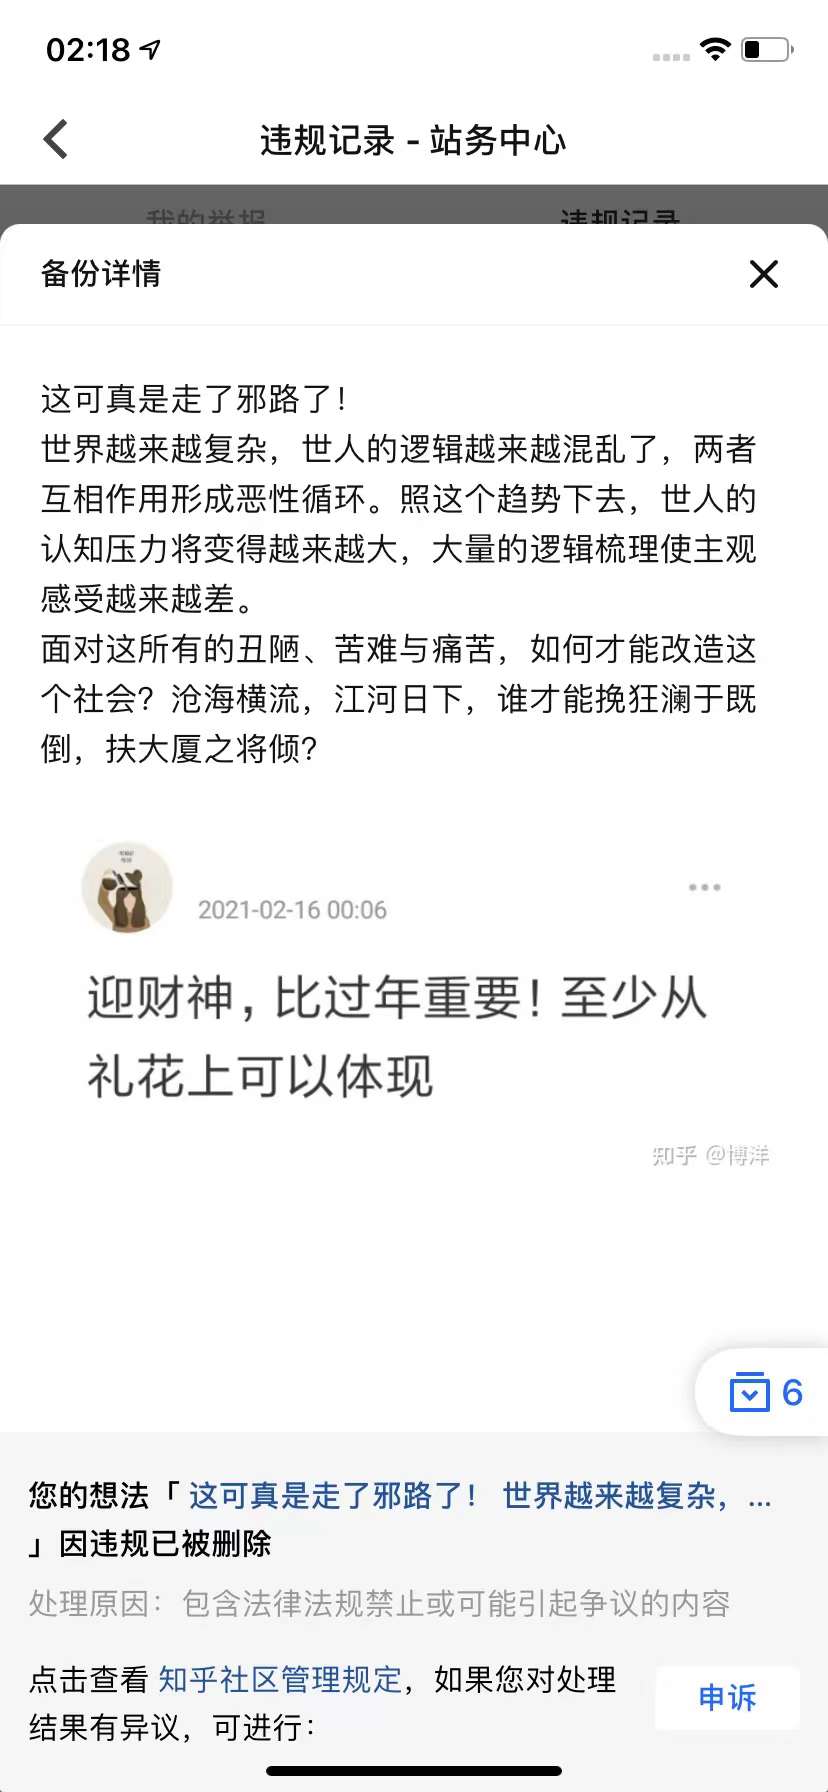 02:18
违规记录 - 站务中心
我的举报 违规记录
备份详情
这可真是走了邪路了！
世界越来越复杂，世人的逻辑越来越混乱了，两者
互相作用形成恶性循环。照这个趋势下去，世人的
认知压力将变得越来越大，大量的逻辑梳理使主观
感受越来越差。
面对这所有的丑陋、苦难与痛苦，如何才能改造这
个社会？沧海横流，江河日下，谁才能挽狂澜于既
倒，扶大厦之将倾？
2021-02-16 00:06
迎财神，比过年重要！至少从
礼花上可以体现
知乎 @博洋
6
您的想法「 这可真是走了邪路了！ 世界越来越复杂，...
」因违规已被删除
处理原因：包含法律法规禁止或可能引起争议的内容
点击查看 知乎社区管理规定，如果您对处理
结果有异议，可进行：
申诉